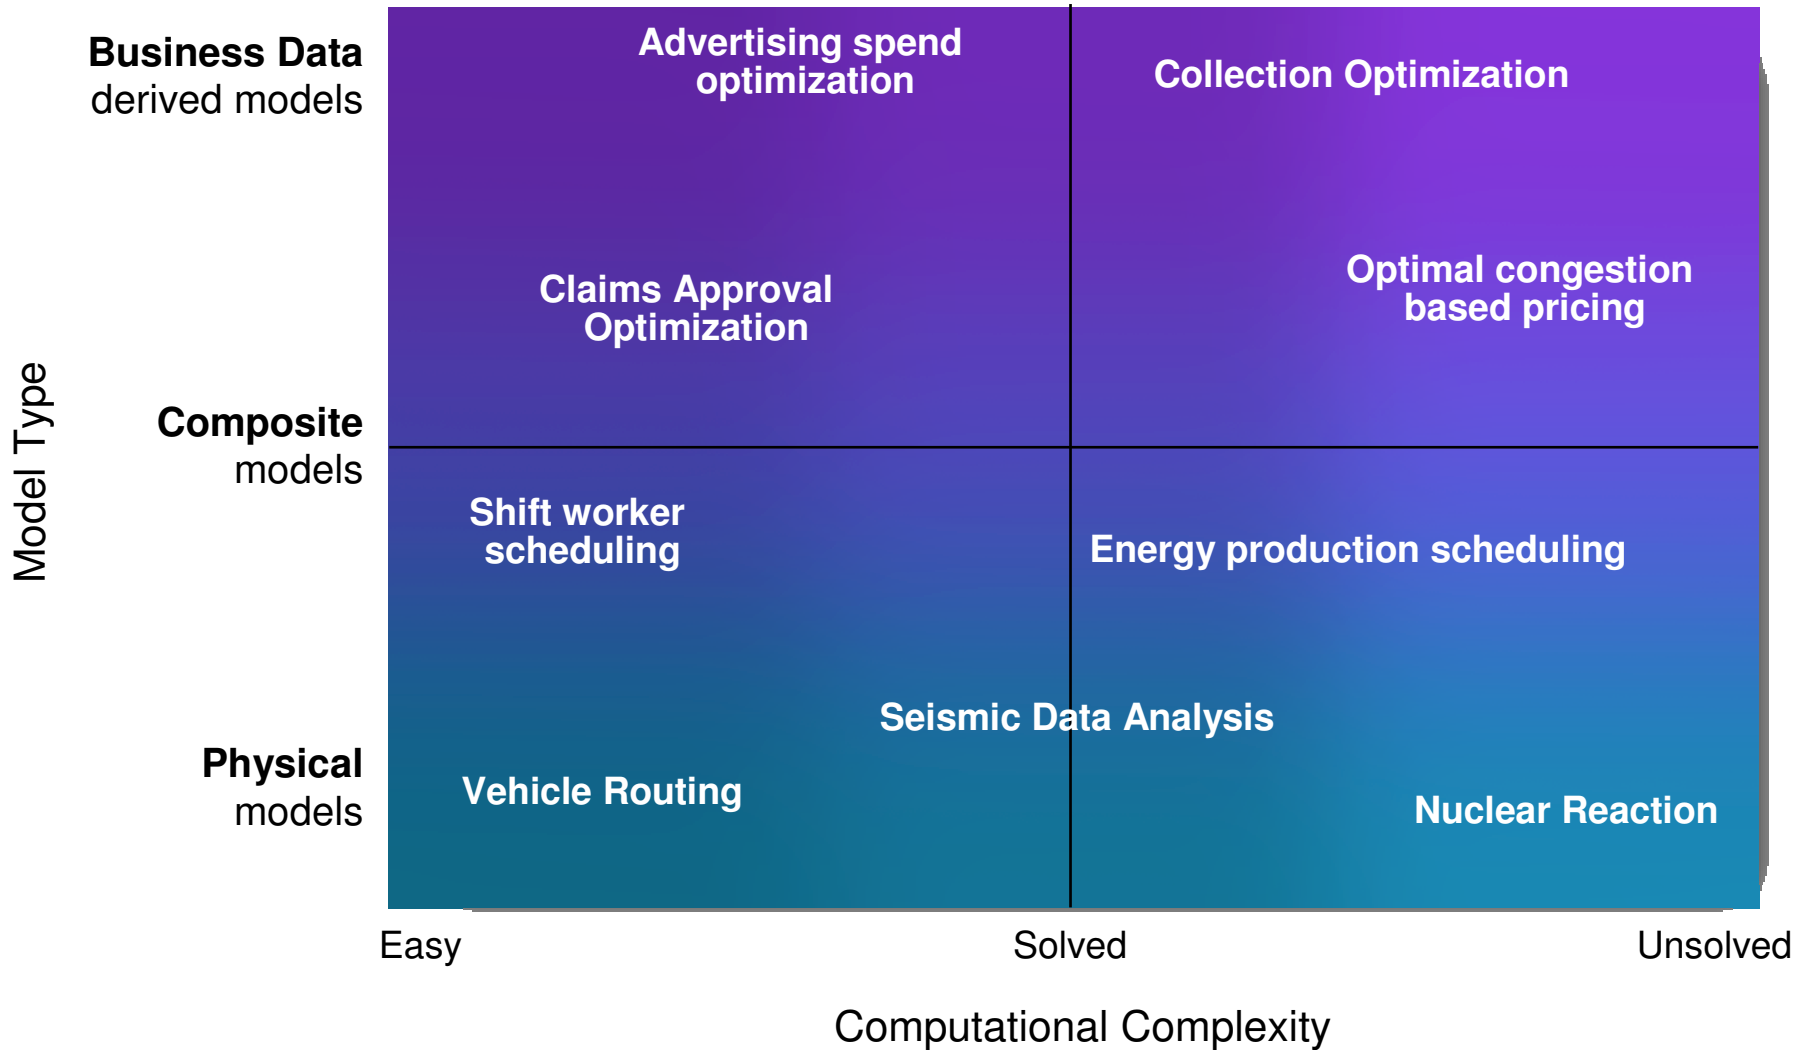 Business Data
derived models
Advertising spend
optimization
Collection Optimization
Claims Approval
Optimization
Optimal congestion
based pricing
Model Type
Composite
models
Shift worker
scheduling
Energy production scheduling
Seismic Data Analysis
Physical
models
Vehicle Routing
Nuclear Reaction
Easy
Solved
Unsolved
Computational Complexity